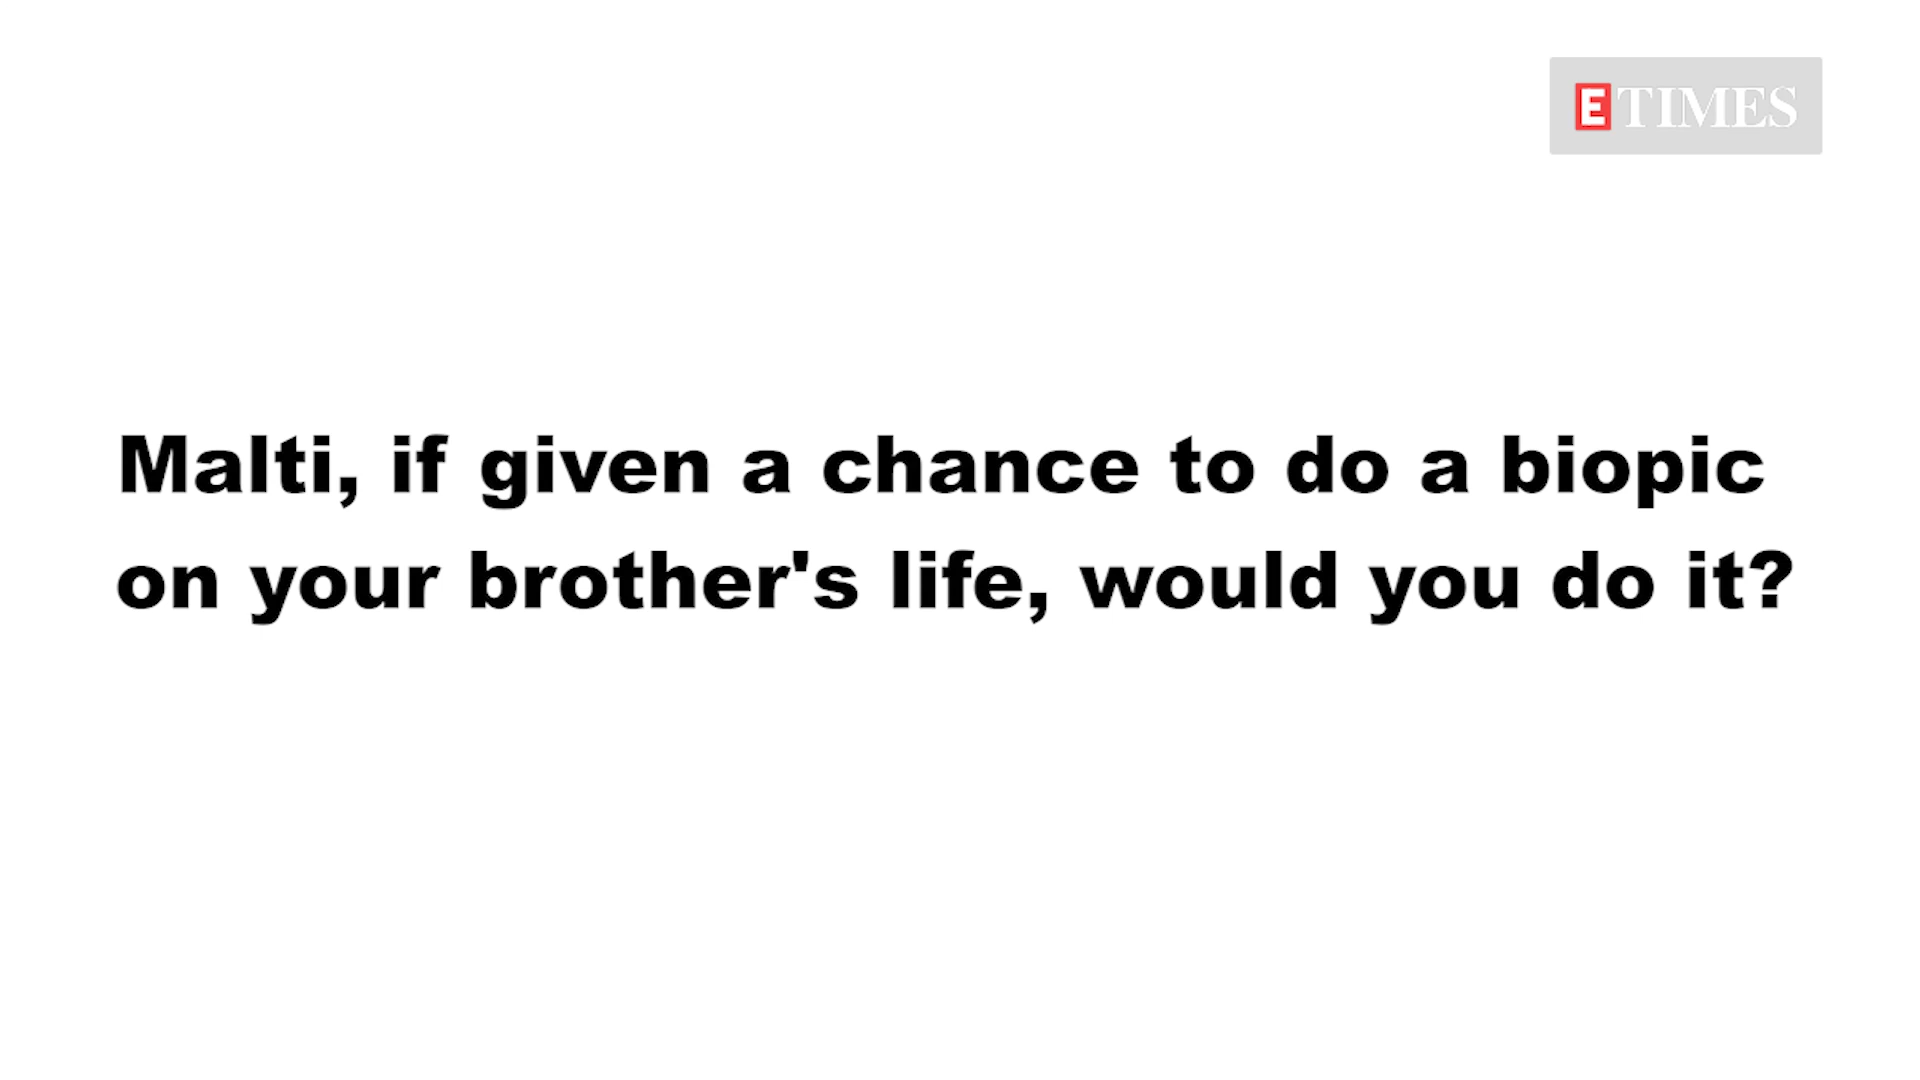 ETIMES
Malti, if given a chance to do a biopic
on your brother's life, would you do it?